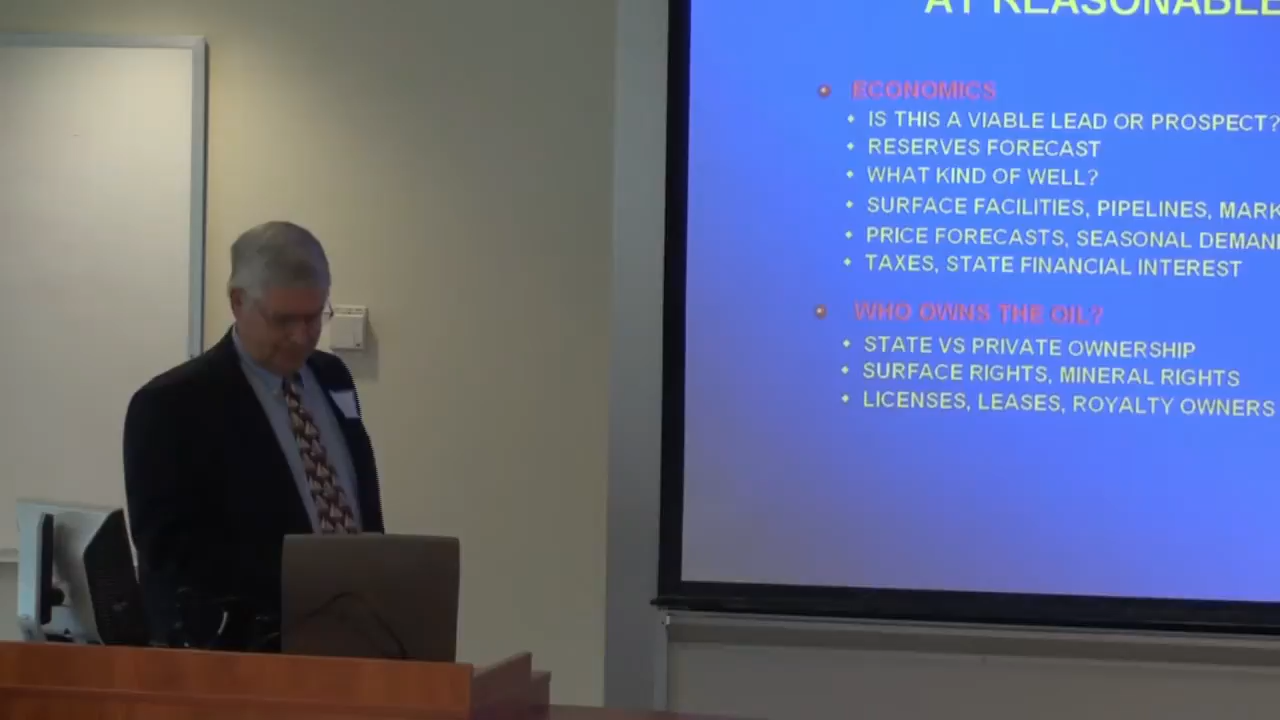 AT REASONABLE
ECONOMICS
IS THIS A VIABLE LEAD OR PROSPECT?
RESERVES FORECAST
WHAT KIND OF WELL?
SURFACE FACILITIES, PIPELINES, MARK
PRICE FORECASTS, SEASONAL DEMAN
TAXES, STATE FINANCIAL INTEREST
WHO OWNS THE OIL?
STATE VS PRIVATE OWNERSHIP
SURFACE RIGHTS, MINERAL RIGHTS
LICENSES, LEASES, ROYALTY OWNERS